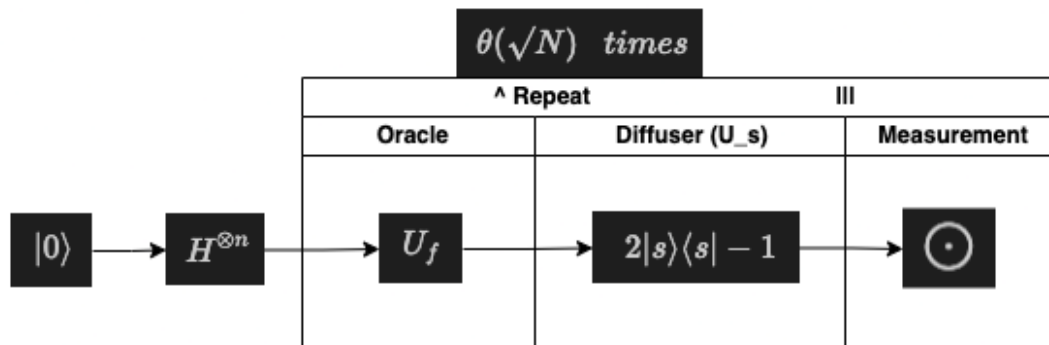 θ(√N) times
^ Repeat III
Oracle Diffuser (U_s) Measurement
|0⟩ H^{⊗n} U_f 2|s⟩⟨s| − 1